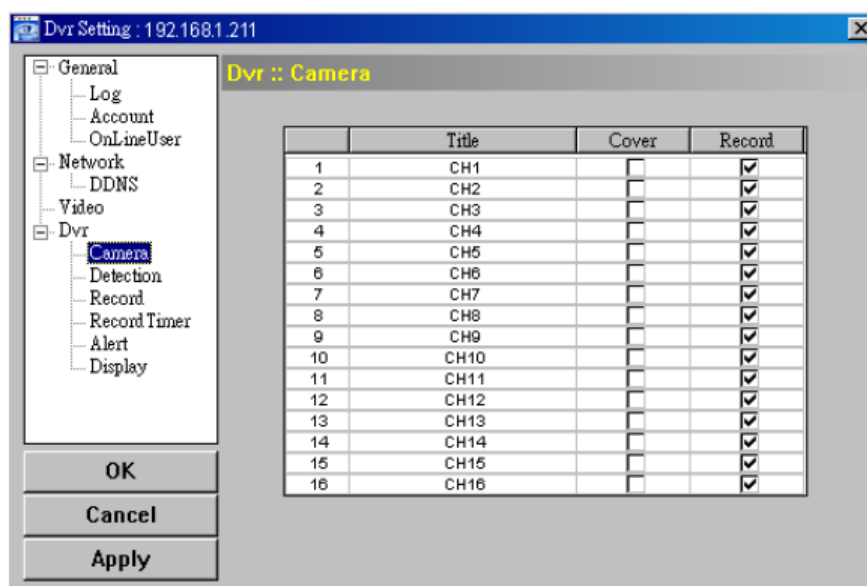 Dvr Setting : 192.168.1.211
General
Log
Account
OnLineUser
Network
DDNS
Video
Dvr
Camera
Detection
Record
Record Timer
Alert
Display
OK
Cancel
Apply
Dvr :: Camera
Title Cover Record
1 CH1
2 CH2
3 CH3
4 CH4
5 CH5
6 CH6
7 CH7
8 CH8
9 CH9
10 CH10
11 CH11
12 CH12
13 CH13
14 CH14
15 CH15
16 CH16